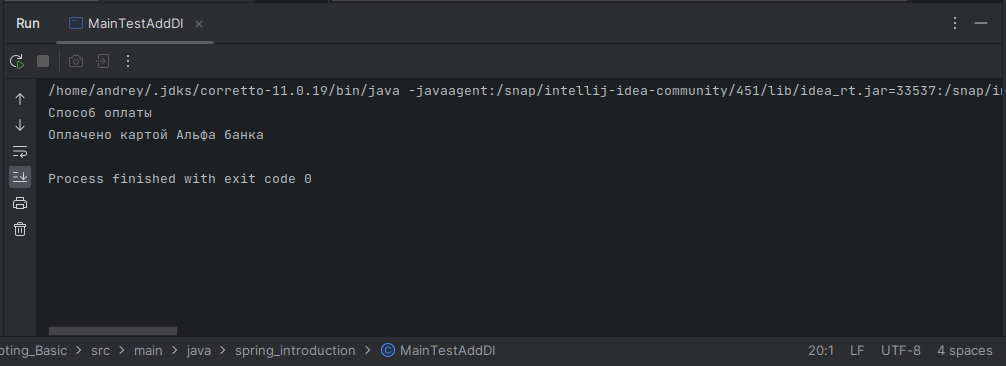 Run MainTestAddDI
/home/andrey/.jdks/corretto-11.0.19/bin/java -javaagent:/snap/intellij-idea-community/451/lib/idea_rt.jar=33537:/snap/i
Способ оплаты
Оплачено картой Альфа банка
Process finished with exit code 0
oting_Basic > src > main > java > spring_introduction > MainTestAddDI 20:1 LF UTF-8 4 spaces